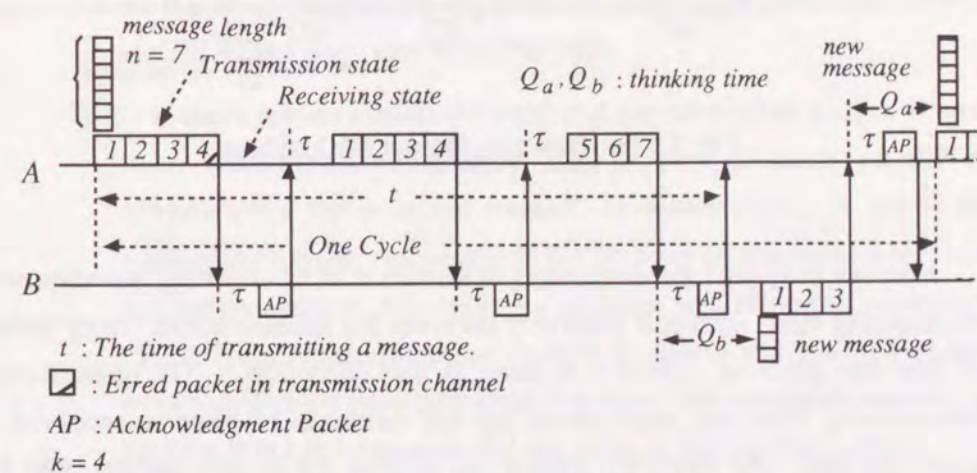 message length
n = 7
Transmission state
Receiving state
Q_a, Q_b : thinking time
new
message
Q_a
A
1 2 3 4
τ
1 2 3 4
τ
5 6 7
τ
AP
1
t
One Cycle
B
τ
AP
τ
AP
τ
AP
1 2 3
Q_b
new message
t : The time of transmitting a message.
: Erred packet in transmission channel
AP : Acknowledgment Packet
k = 4